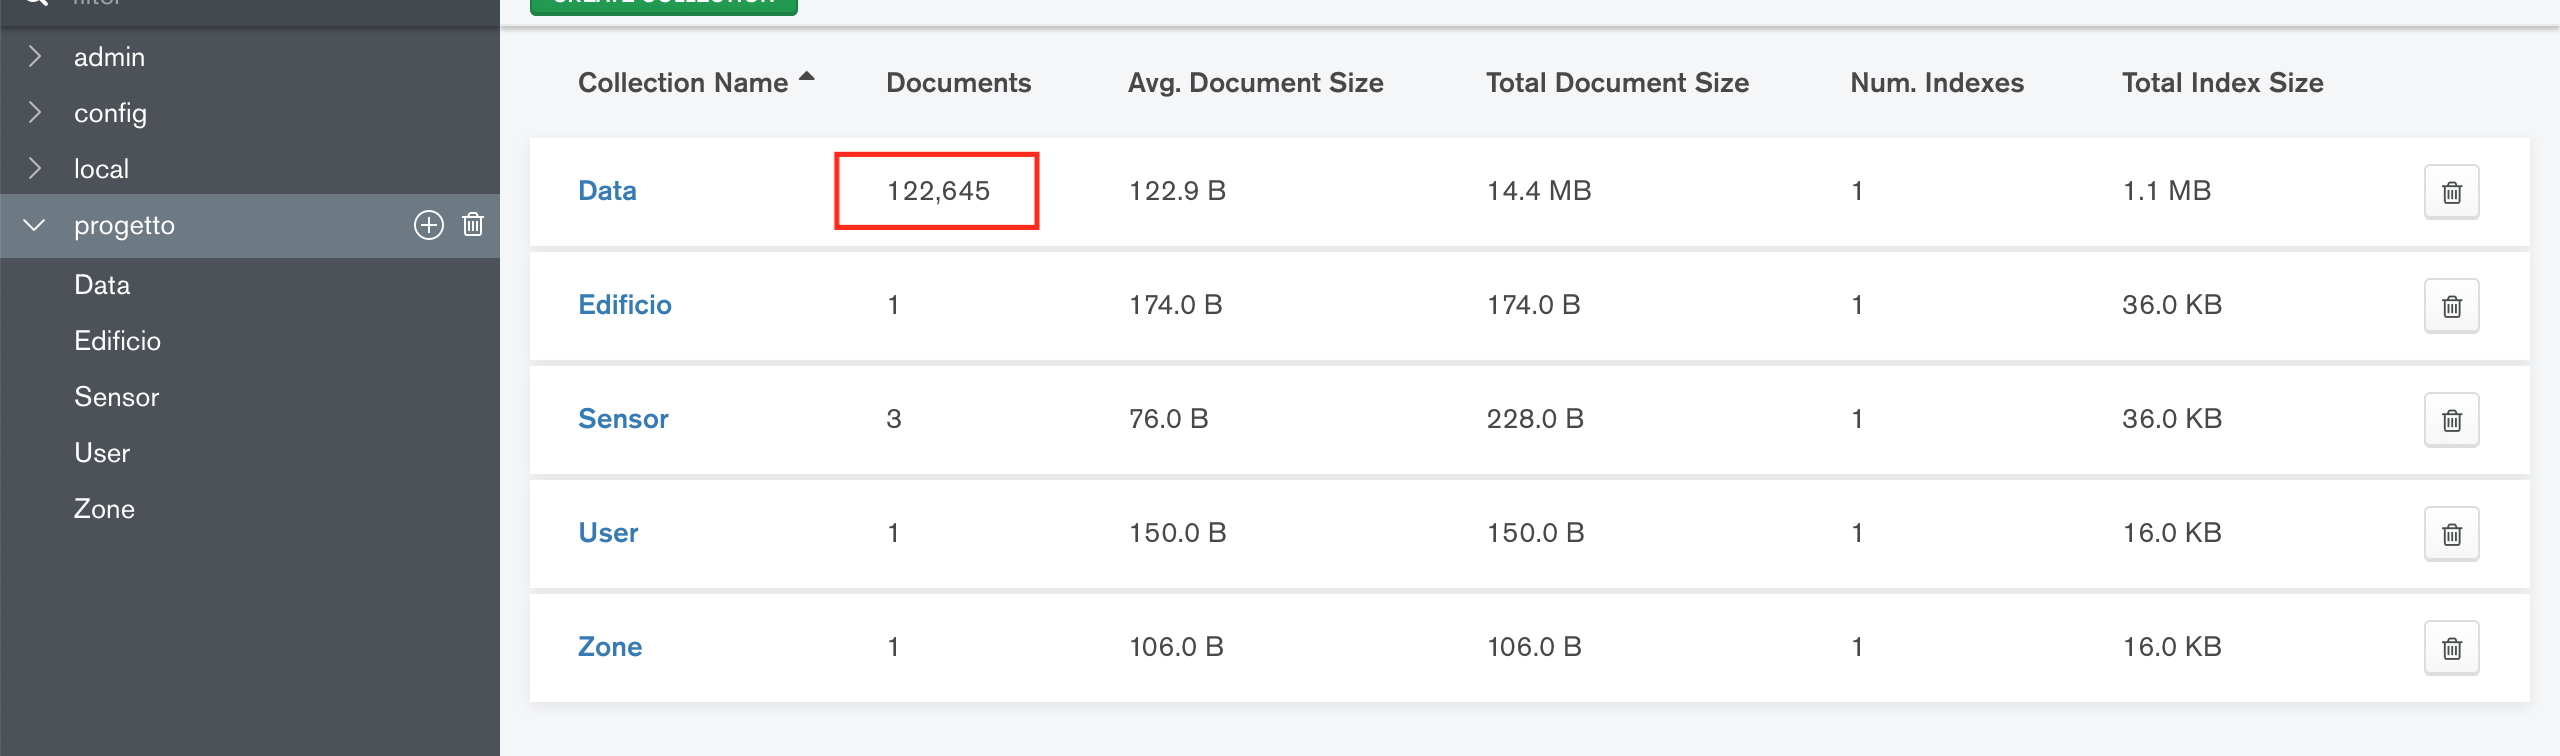 filter
CREATE COLLECTION
admin
config
local
progetto
Data
Edificio
Sensor
User
Zone
Collection Name Documents Avg. Document Size Total Document Size Num. Indexes Total Index Size
Data 122,645 122.9 B 14.4 MB 1 1.1 MB
Edificio 1 174.0 B 174.0 B 1 36.0 KB
Sensor 3 76.0 B 228.0 B 1 36.0 KB
User 1 150.0 B 150.0 B 1 16.0 KB
Zone 1 106.0 B 106.0 B 1 16.0 KB